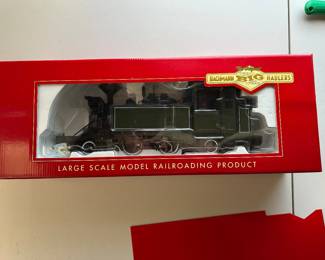 BACHMANN
BIG
HAULERS
LARGE SCALE MODEL RAILROADING PRODUCT